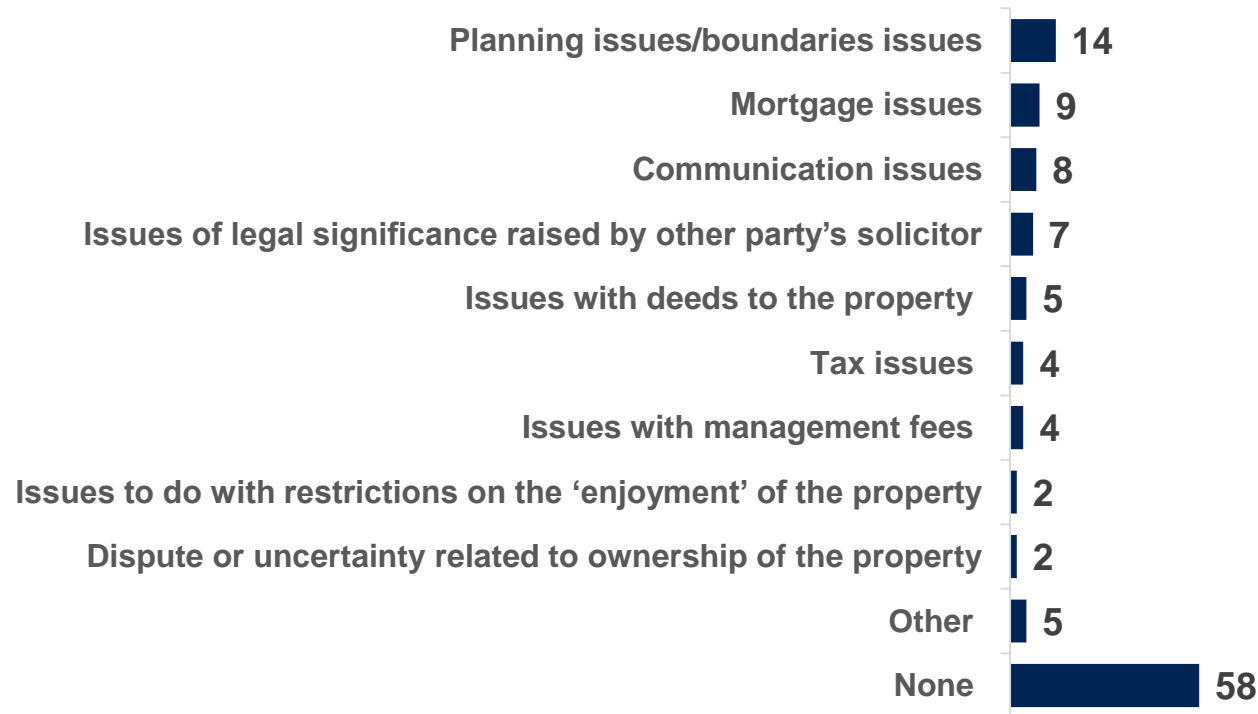 Planning issues/boundaries issues 14
Mortgage issues 9
Communication issues 8
Issues of legal significance raised by other party’s solicitor 7
Issues with deeds to the property 5
Tax issues 4
Issues with management fees 4
Issues to do with restrictions on the ‘enjoyment’ of the property 2
Dispute or uncertainty related to ownership of the property 2
Other 5
None 58